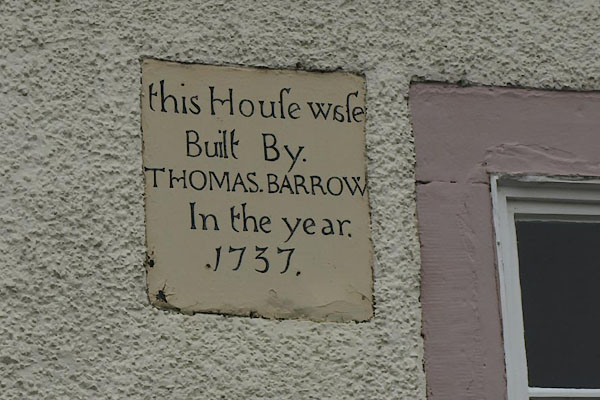 this Houſe waſe
Built By.
THOMAS.BARROW
In the year.
.1737.